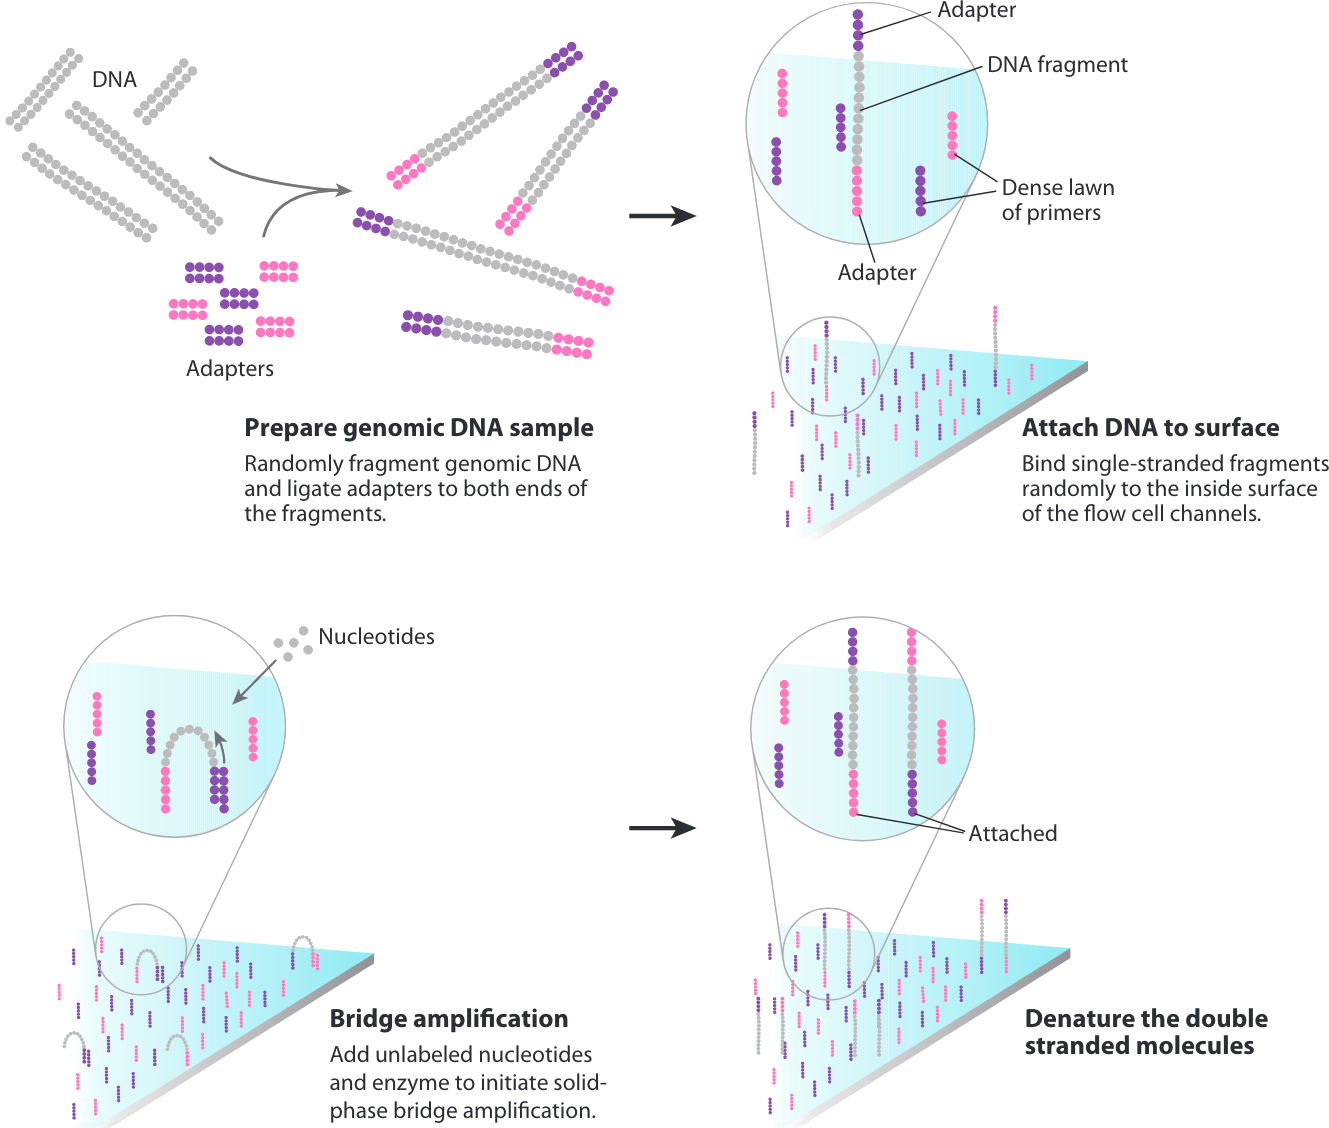 DNA
Adapters
Prepare genomic DNA sample
Randomly fragment genomic DNA
and ligate adapters to both ends of
the fragments.
Adapter
DNA fragment
Dense lawn
of primers
Adapter
Attach DNA to surface
Bind single-stranded fragments
randomly to the inside surface
of the flow cell channels.
Nucleotides
Bridge amplification
Add unlabeled nucleotides
and enzyme to initiate solid-
phase bridge amplification.
Attached
Denature the double
stranded molecules